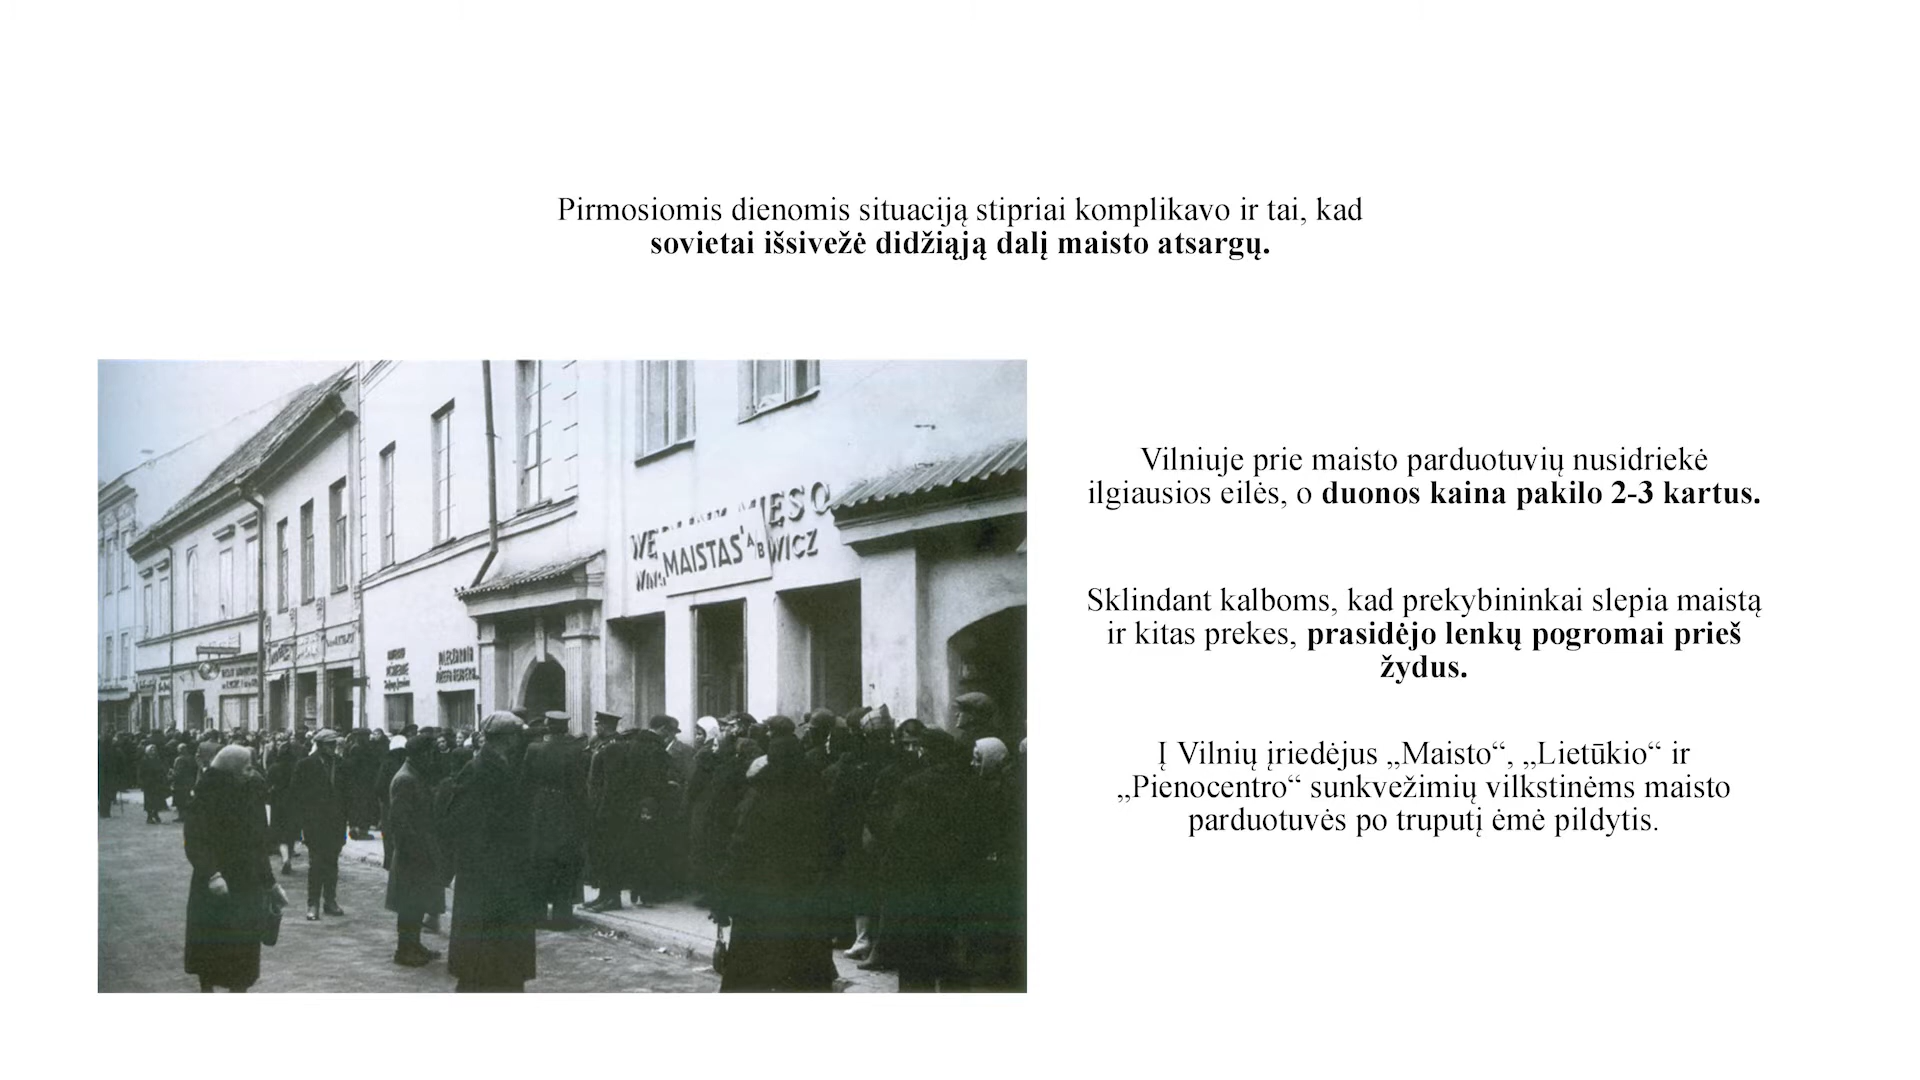 Pirmosiomis dienomis situaciją stipriai komplikavo ir tai, kad
sovietai išsivežė didžiąją dalį maisto atsargų.
MIESO
MAISTAS
WICZ
Vilniuje prie maisto parduotuvių nusidriekė
ilgiausios eilės, o duonos kaina pakilo 2-3 kartus.
Sklindant kalboms, kad prekybininkai slepia maistą
ir kitas prekes, prasidėjo lenkų pogromai prieš
žydus.
Į Vilnių įriedėjus „Maisto“, „Lietūkio“ ir
„Pienocentro“ sunkvežimių vilkstinėms maisto
parduotuvės po truputį ėmė pildytis.